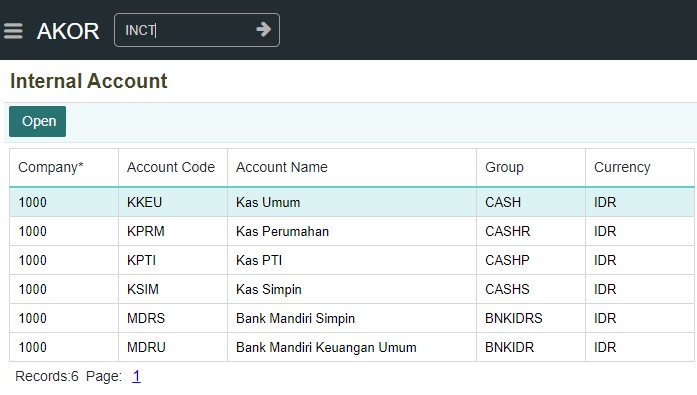 AKOR INCT
Internal Account
Open
Company* Account Code Account Name Group Currency
1000 KKEU Kas Umum CASH IDR
1000 KPRM Kas Perumahan CASHR IDR
1000 KPTI Kas PTI CASHP IDR
1000 KSIM Kas Simpin CASHS IDR
1000 MDRS Bank Mandiri Simpin BNKIDRS IDR
1000 MDRU Bank Mandiri Keuangan Umum BNKIDR IDR
Records:6 Page: 1